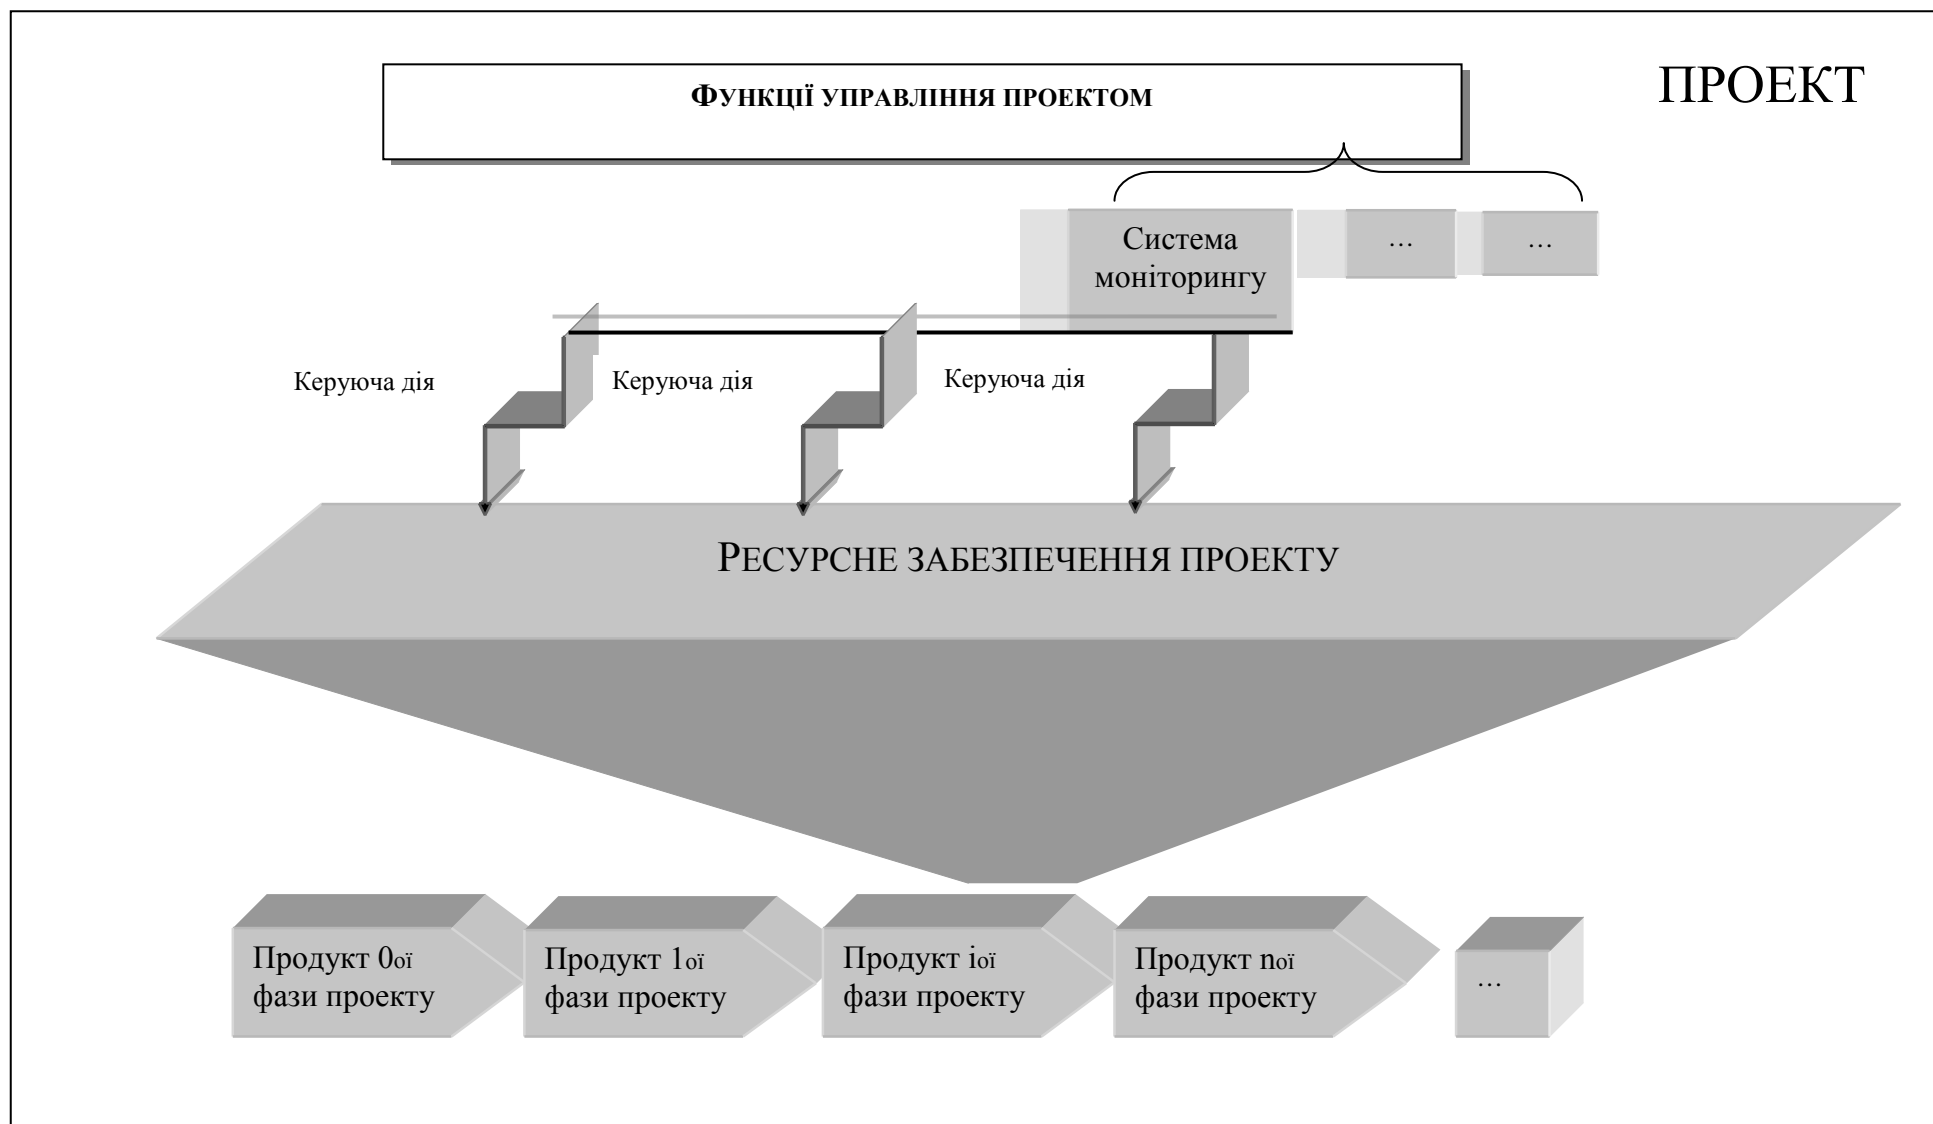 ПРОЕКТ
ФУНКЦІЇ УПРАВЛІННЯ ПРОЕКТОМ
Система
моніторингу
...
...
Керуюча дія
Керуюча дія
Керуюча дія
РЕСУРСНЕ ЗАБЕЗПЕЧЕННЯ ПРОЕКТУ
Продукт 0ої
фази проекту
Продукт 1ої
фази проекту
Продукт іої
фази проекту
Продукт nої
фази проекту
...